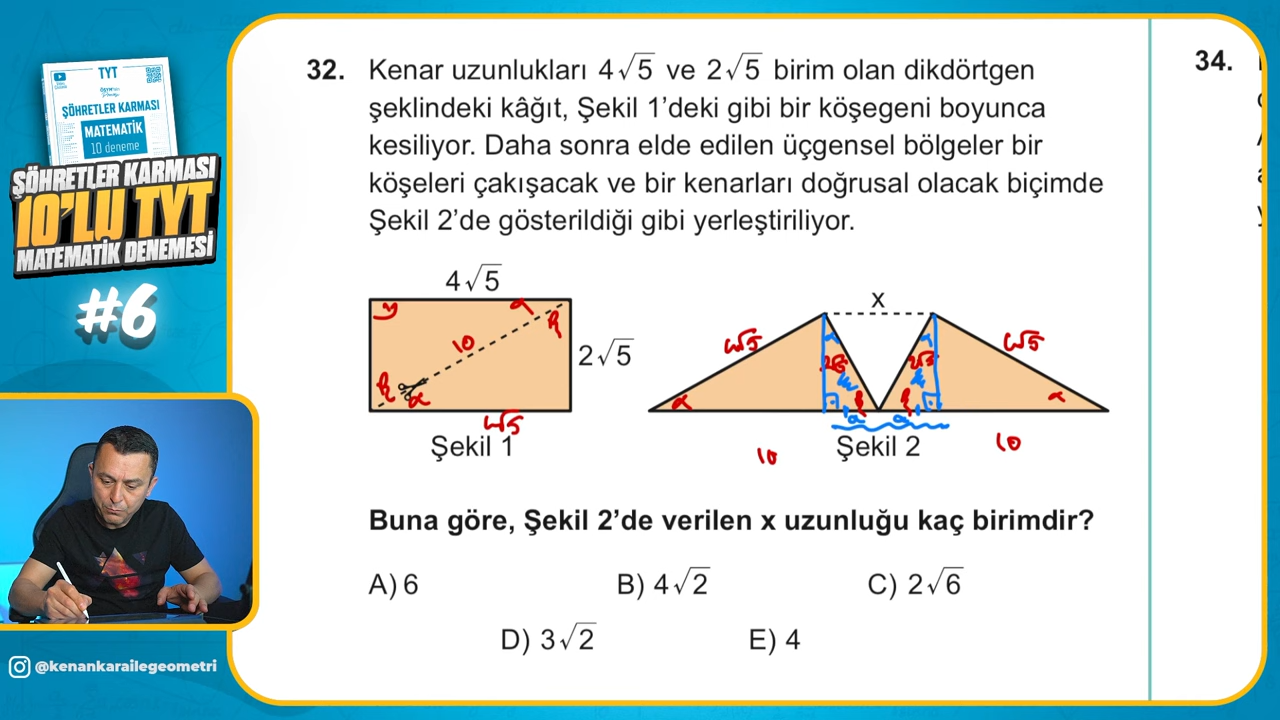 TYT
ÖSYM'nin
ŞÖHRETLER KARMASI
MATEMATİK
10 deneme
ŞÖHRETLER KARMASI
10'LU TYT
MATEMATİK DENEMESİ
#6
@kenankarailegeometri
32. Kenar uzunlukları 4√5 ve 2√5 birim olan dikdörtgen
şeklindeki kâğıt, Şekil 1'deki gibi bir köşegeni boyunca
kesiliyor. Daha sonra elde edilen üçgensel bölgeler bir
köşeleri çakışacak ve bir kenarları doğrusal olacak biçimde
Şekil 2'de gösterildiği gibi yerleştiriliyor.
4√5
10
2√5
α
α
4√5
Şekil 1
x
4√5
2√5
2√5
4√5
α
α
a
a
10
10
Şekil 2
Buna göre, Şekil 2'de verilen x uzunluğu kaç birimdir?
A) 6
B) 4√2
C) 2√6
D) 3√2
E) 4
34.